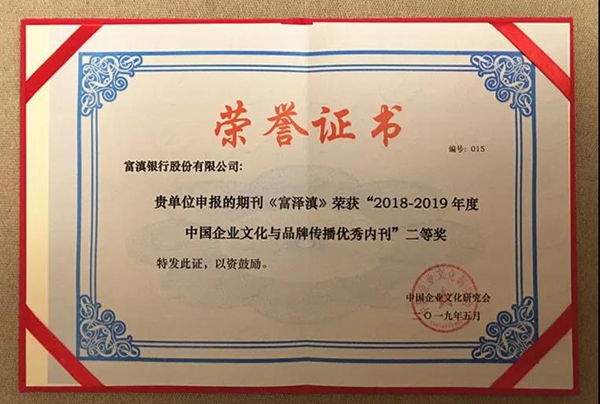 荣誉证书
编号：015
富滇银行股份有限公司：
贵单位申报的期刊《富泽滇》荣获“2018-2019年度
中国企业文化与品牌传播优秀内刊”二等奖
特发此证，以资鼓励。
中国企业文化研究会
二〇一九年五月